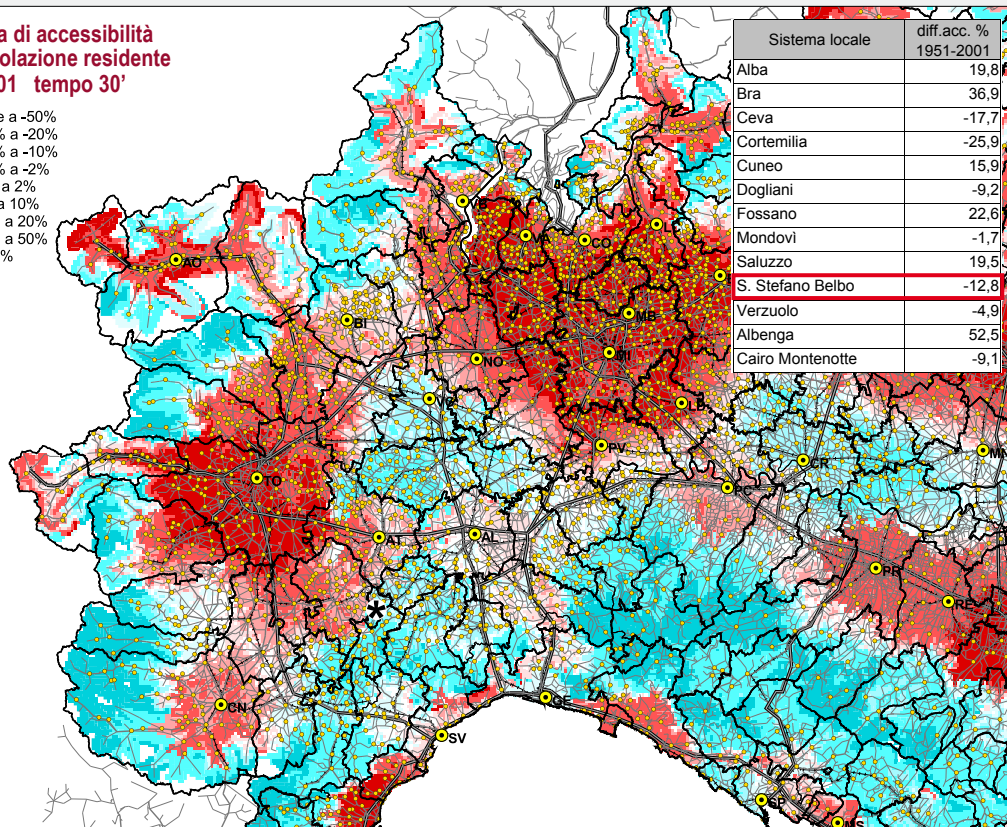 a di accessibilità
olazione residente
01 tempo 30'
e a -50%
% a -20%
% a -10%
% a -2%
a 2%
a 10%
a 20%
a 50%
%
Sistema locale diff.acc. % 1951-2001
Alba 19,8
Bra 36,9
Ceva -17,7
Cortemilia -25,9
Cuneo 15,9
Dogliani -9,2
Fossano 22,6
Mondovì -1,7
Saluzzo 19,5
S. Stefano Belbo -12,8
Verzuolo -4,9
Albenga 52,5
Cairo Montenotte -9,1
AO
BI
CO
MB
MI
NO
PV
CR
TO
AT
AL
PR
RE
CN
GE
SV
SP
MS
*